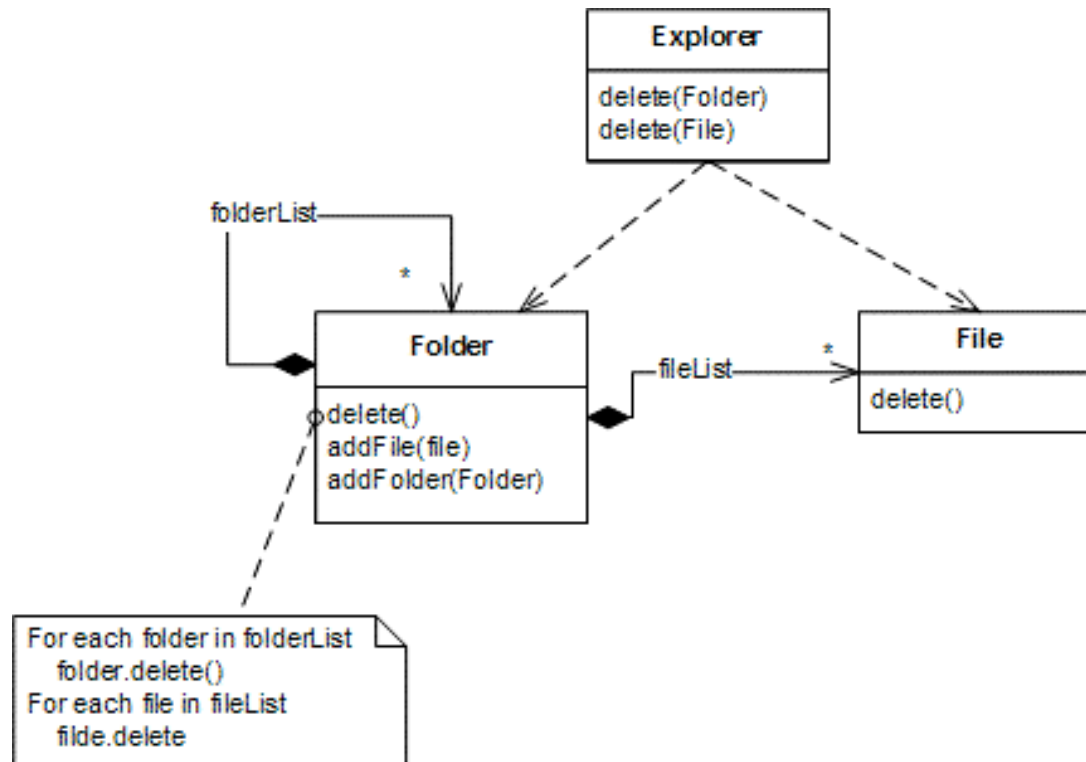 Explorer
delete(Folder)
delete(File)
folderList
*
Folder
delete()
addFile(file)
addFolder(Folder)
fileList
*
File
delete()
For each folder in folderList
folder.delete()
For each file in fileList
filde.delete